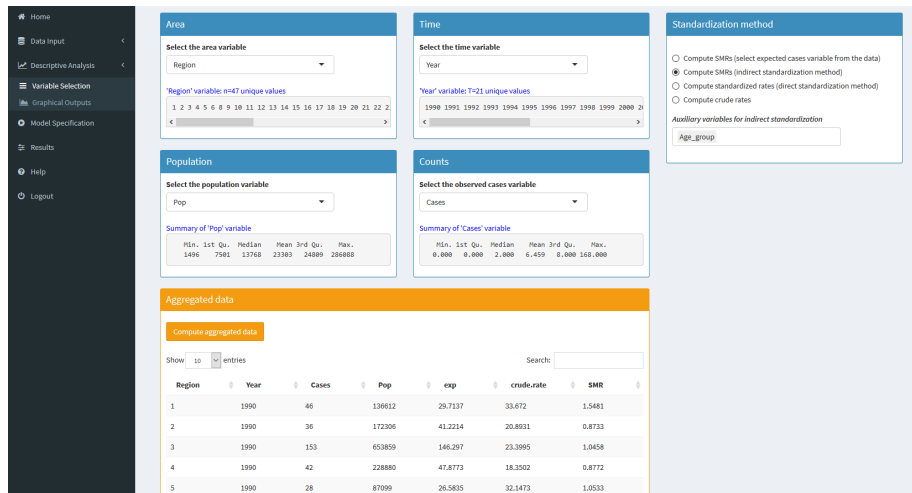 Home
Data Input
Descriptive Analysis
Variable Selection
Graphical Outputs
Model Specification
Results
Help
Logout
Area
Select the area variable
Region
'Region' variable: n=47 unique values
1 2 3 4 5 6 8 9 10 11 12 13 14 15 16 17 18 19 20 21 22 2
Time
Select the time variable
Year
'Year' variable: T=21 unique values
1990 1991 1992 1993 1994 1995 1996 1997 1998 1999 2000 20
Standardization method
Compute SMRs (select expected cases variable from the data)
Compute SMRs (indirect standardization method)
Compute standardized rates (direct standardization method)
Compute crude rates
Auxiliary variables for indirect standardization
Age_group
Population
Select the population variable
Pop
Summary of 'Pop' variable
Min. 1st Qu. Median Mean 3rd Qu. Max.
1496 7501 13768 23303 24809 286088
Counts
Select the observed cases variable
Cases
Summary of 'Cases' variable
Min. 1st Qu. Median Mean 3rd Qu. Max.
0.000 0.000 2.000 6.459 8.000 168.000
Aggregated data
Compute aggregated data
Show 10 entries Search:
Region Year Cases Pop exp crude.rate SMR
1 1990 46 136612 29.7137 33.672 1.5481
2 1990 36 172306 41.2214 20.8931 0.8733
3 1990 153 653859 146.297 23.3995 1.0458
4 1990 42 228880 47.8773 18.3502 0.8772
5 1990 28 87099 26.5835 32.1473 1.0533